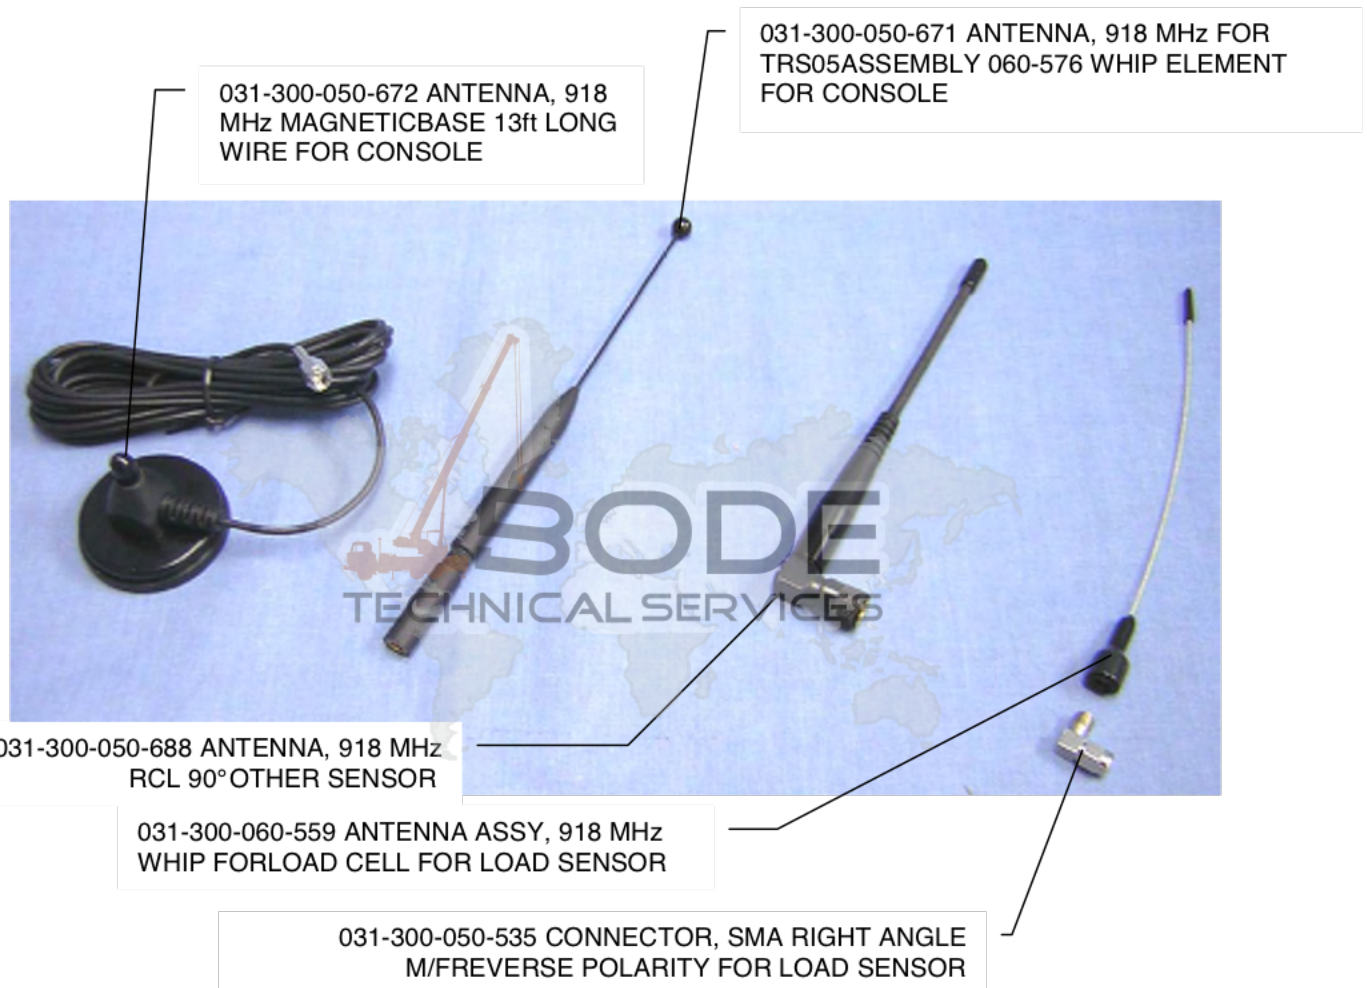 031-300-050-671 ANTENNA, 918 MHz FOR
TRS05ASSEMBLY 060-576 WHIP ELEMENT
FOR CONSOLE
031-300-050-672 ANTENNA, 918
MHz MAGNETICBASE 13ft LONG
WIRE FOR CONSOLE
BODE
TECHNICAL SERVICES
031-300-050-688 ANTENNA, 918 MHz
RCL 90°OTHER SENSOR
031-300-060-559 ANTENNA ASSY, 918 MHz
WHIP FORLOAD CELL FOR LOAD SENSOR
031-300-050-535 CONNECTOR, SMA RIGHT ANGLE
M/FREVERSE POLARITY FOR LOAD SENSOR